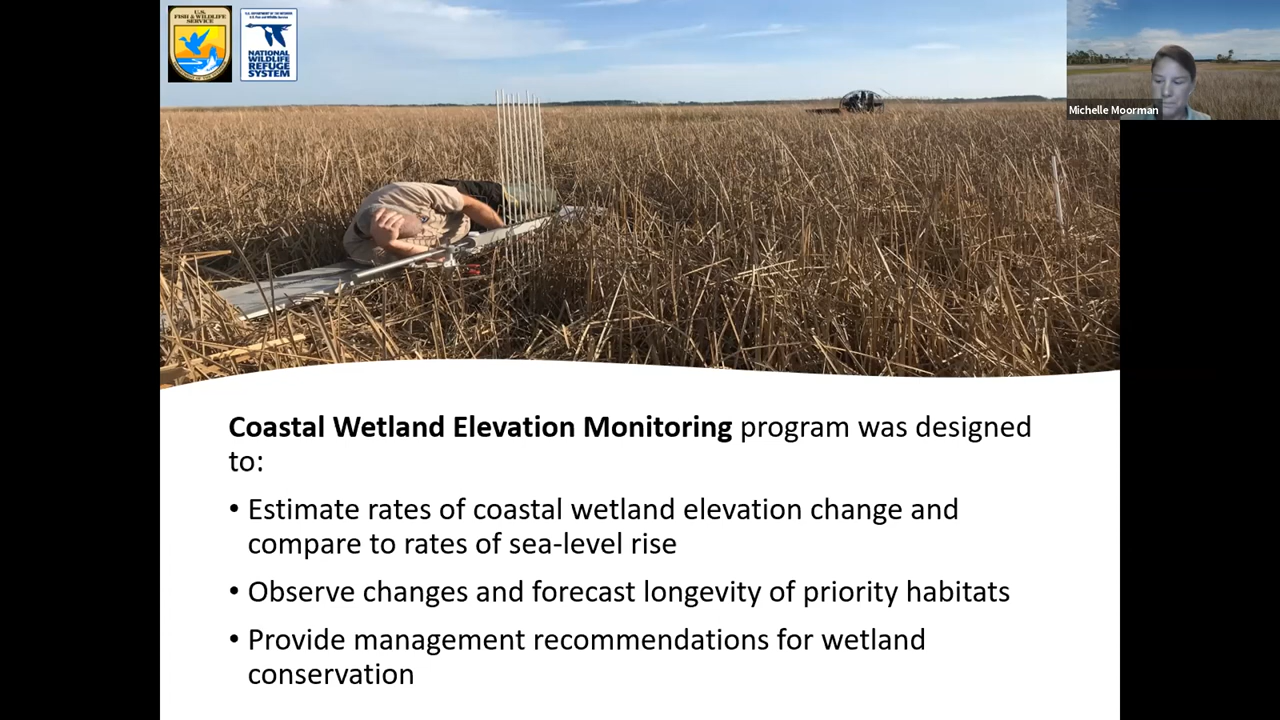 U.S.
FISH & WILDLIFE
SERVICE
NATIONAL
WILDLIFE
REFUGE
SYSTEM
Michelle Moorman
Coastal Wetland Elevation Monitoring program was designed
to:
• Estimate rates of coastal wetland elevation change and
compare to rates of sea-level rise
• Observe changes and forecast longevity of priority habitats
• Provide management recommendations for wetland
conservation